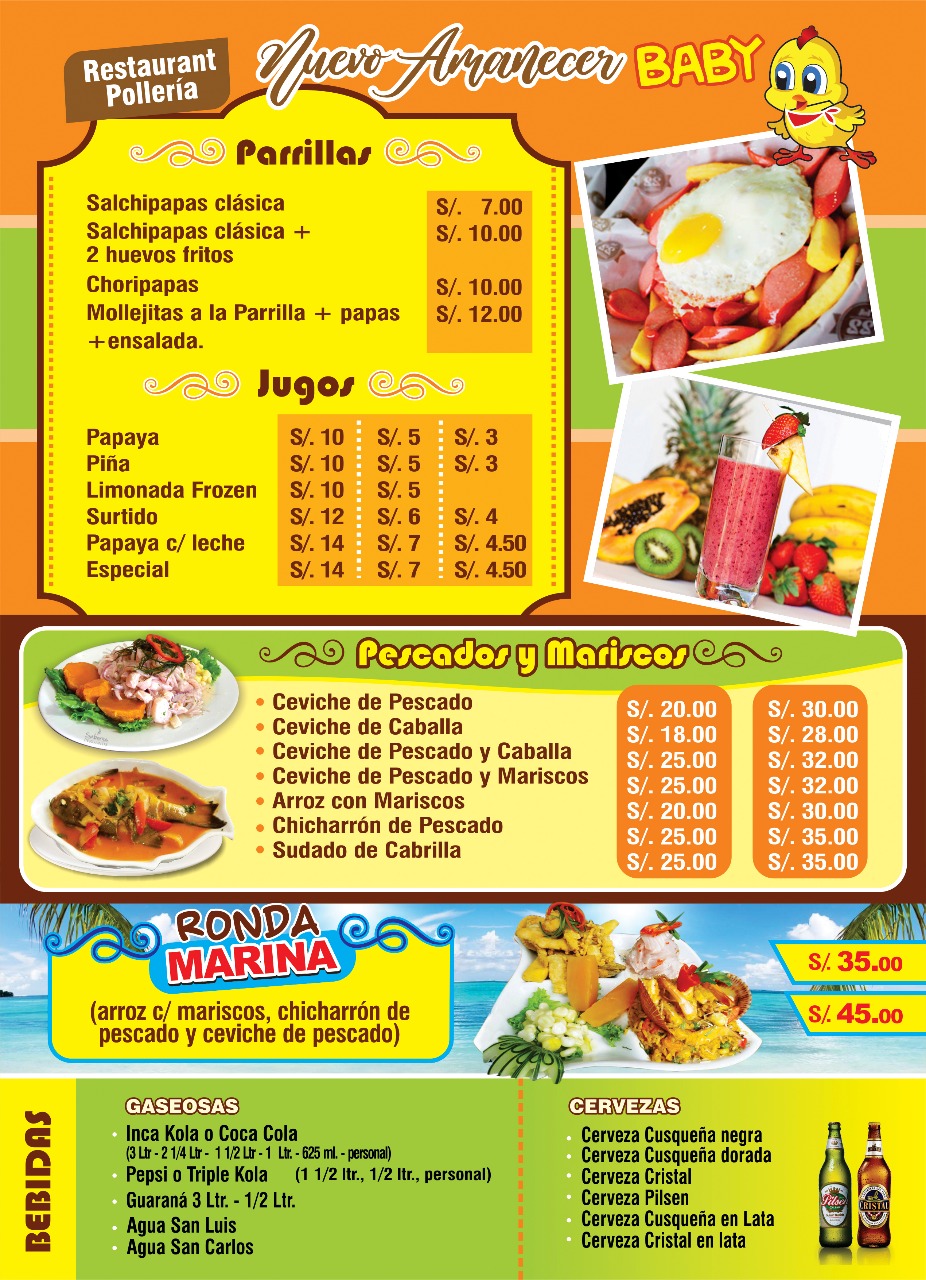 Restaurant
Pollería
Nuevo Amanecer BABY
Parrillas
Salchipapas clásica S/. 7.00
Salchipapas clásica + S/. 10.00
2 huevos fritos
Choripapas S/. 10.00
Mollejitas a la Parrilla + papas S/. 12.00
+ensalada.
Jugos
Papaya S/. 10 S/. 5 S/. 3
Piña S/. 10 S/. 5 S/. 3
Limonada Frozen S/. 10 S/. 5
Surtido S/. 12 S/. 6 S/. 4
Papaya c/ leche S/. 14 S/. 7 S/. 4.50
Especial S/. 14 S/. 7 S/. 4.50
Pescados y Mariscos
• Ceviche de Pescado S/. 20.00 S/. 30.00
• Ceviche de Caballa S/. 18.00 S/. 28.00
• Ceviche de Pescado y Caballa S/. 25.00 S/. 32.00
• Ceviche de Pescado y Mariscos S/. 25.00 S/. 32.00
• Arroz con Mariscos S/. 20.00 S/. 30.00
• Chicharrón de Pescado S/. 25.00 S/. 35.00
• Sudado de Cabrilla S/. 25.00 S/. 35.00
RONDA
MARINA
(arroz c/ mariscos, chicharrón de
pescado y ceviche de pescado)
S/. 35.00
S/. 45.00
BEBIDAS
GASEOSAS
• Inca Kola o Coca Cola
(3 Ltr - 2 1/4 Ltr - 1 1/2 Ltr - 1 Ltr. - 625 ml. - personal)
• Pepsi o Triple Kola (1 1/2 ltr., 1/2 ltr., personal)
• Guaraná 3 Ltr. - 1/2 Ltr.
• Agua San Luis
• Agua San Carlos
CERVEZAS
• Cerveza Cusqueña negra
• Cerveza Cusqueña dorada
• Cerveza Cristal
• Cerveza Pilsen
• Cerveza Cusqueña en Lata
• Cerveza Cristal en lata
Pilsen
CRISTAL